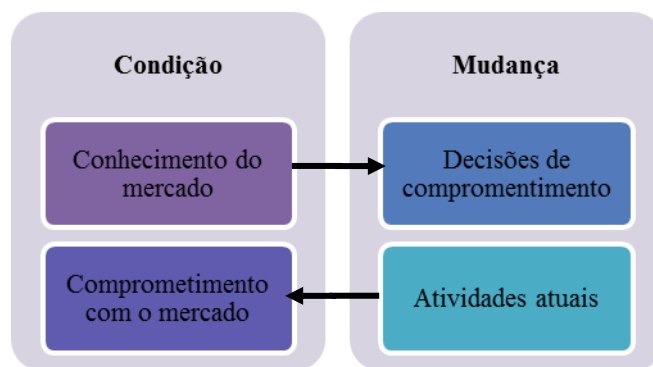 Condição
Conhecimento do
mercado
Comprometimento
com o mercado
Mudança
Decisões de
compromentimento
Atividades atuais